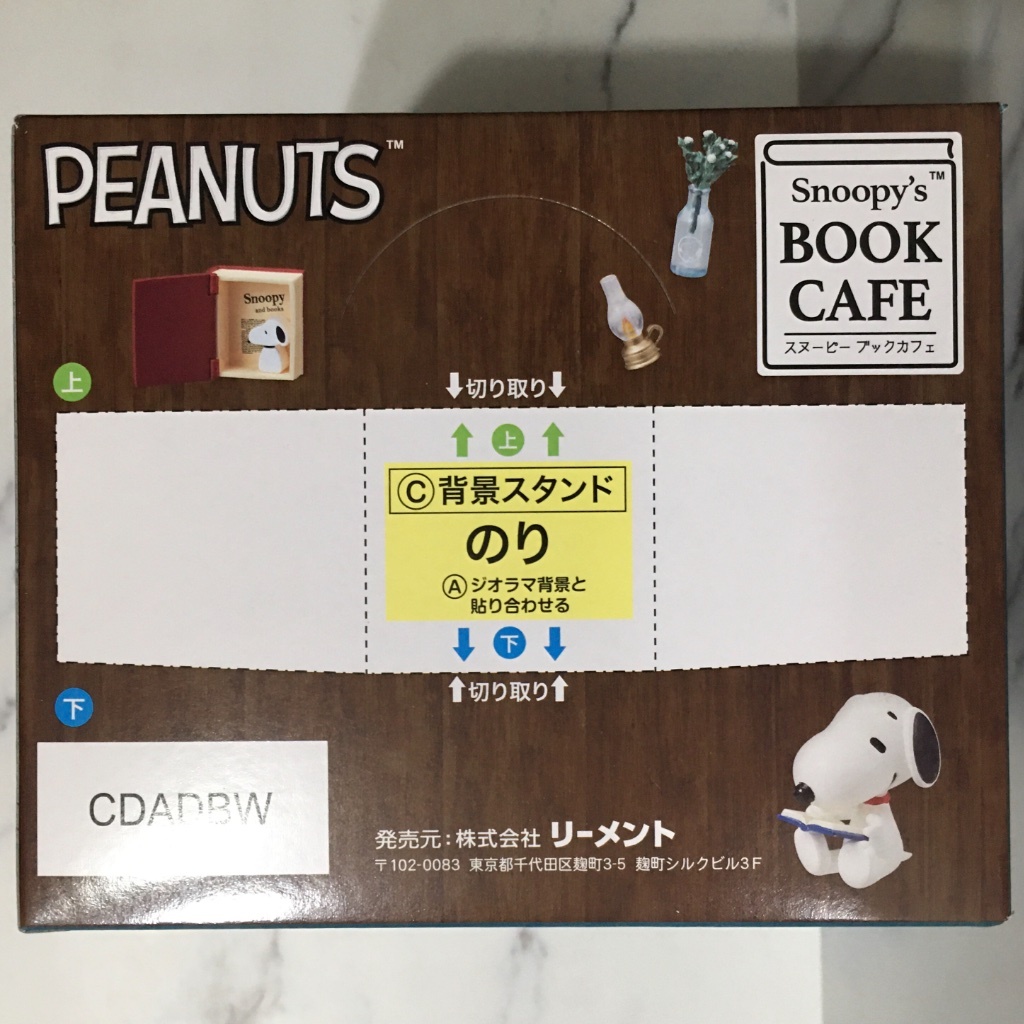 PEANUTS™
Snoopy's™
BOOK
CAFE
スヌーピー ブックカフェ
Snoopy
and books
上
↓切り取り↓
↑上↑
Ⓒ背景スタンド
のり
Ⓐジオラマ背景と
貼り合わせる
↓下↓
↑切り取り↑
下
CDADBW
発売元:株式会社 リーメント
〒102-0083 東京都千代田区麹町3-5 麹町シルクビル3F